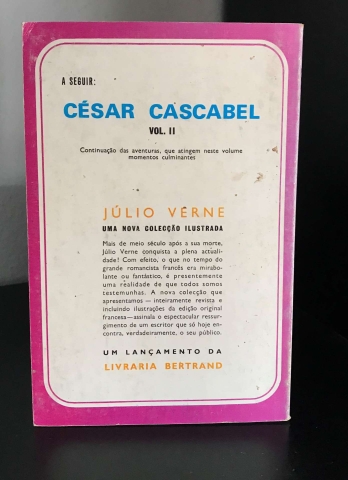 A SEGUIR:
CÉSAR CASCABEL
VOL. II
Continuação das aventuras, que atingem neste volume
momentos culminantes
JÚLIO VERNE
UMA NOVA COLECÇÃO ILUSTRADA
Mais de meio século após a sua morte,
Júlio Verne conquista a plena actuali-
dade! Com efeito, o que no tempo do
grande romancista francês era mirabo-
lante ou fantástico, é presentemente
uma realidade de que todos somos
testemunhas. A nova colecção que
apresentamos — inteiramente revista e
incluindo ilustrações da edição original
francesa — assinala o espectacular ressur-
gimento de um escritor que só hoje en-
contra, verdadeiramente, o seu público.
UM LANÇAMENTO DA
LIVRARIA BERTRAND